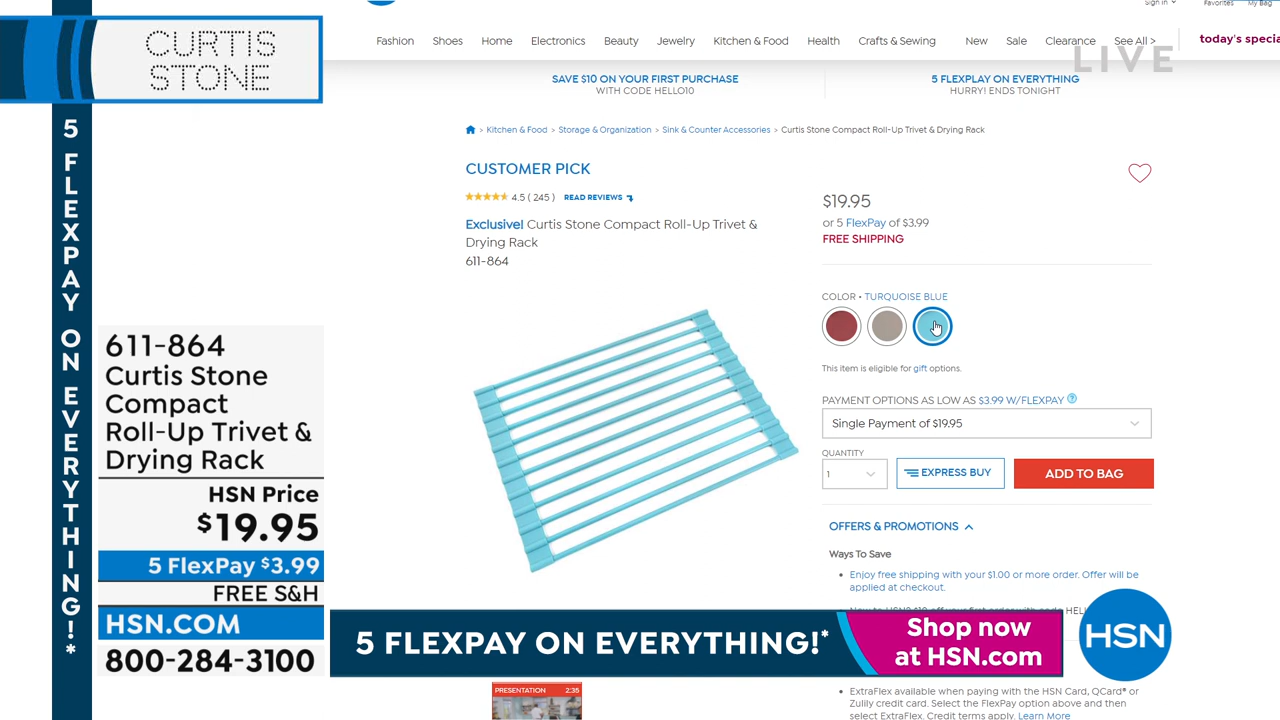 CURTIS
STONE
5 FLEXPAY ON EVERYTHING!*
611-864
Curtis Stone
Compact
Roll-Up Trivet &
Drying Rack
HSN Price
$19.95
5 FlexPay $3.99
FREE S&H
HSN.COM
800-284-3100
Sign in
Favorites
My Bag
Fashion Shoes Home Electronics Beauty Jewelry Kitchen & Food Health Crafts & Sewing New Sale Clearance See All >
today's specia
LIVE
SAVE $10 ON YOUR FIRST PURCHASE
WITH CODE HELLO10
5 FLEXPLAY ON EVERYTHING
HURRY! ENDS TONIGHT
> Kitchen & Food > Storage & Organization > Sink & Counter Accessories > Curtis Stone Compact Roll-Up Trivet & Drying Rack
CUSTOMER PICK
4.5 ( 245 ) READ REVIEWS
Exclusive! Curtis Stone Compact Roll-Up Trivet &
Drying Rack
611-864
$19.95
or 5 FlexPay of $3.99
FREE SHIPPING
COLOR • TURQUOISE BLUE
This item is eligible for gift options.
PAYMENT OPTIONS AS LOW AS $3.99 W/FLEXPAY ?
Single Payment of $19.95
QUANTITY
1
EXPRESS BUY
ADD TO BAG
OFFERS & PROMOTIONS
Ways To Save
• Enjoy free shipping with your $1.00 or more order. Offer will be
applied at checkout.
5 FLEXPAY ON EVERYTHING!*
Shop now
at HSN.com
HSN
PRESENTATION 2:35
• ExtraFlex available when paying with the HSN Card, QCard® or
Zulily credit card. Select the FlexPay option above and then
select ExtraFlex. Credit terms apply. Learn More